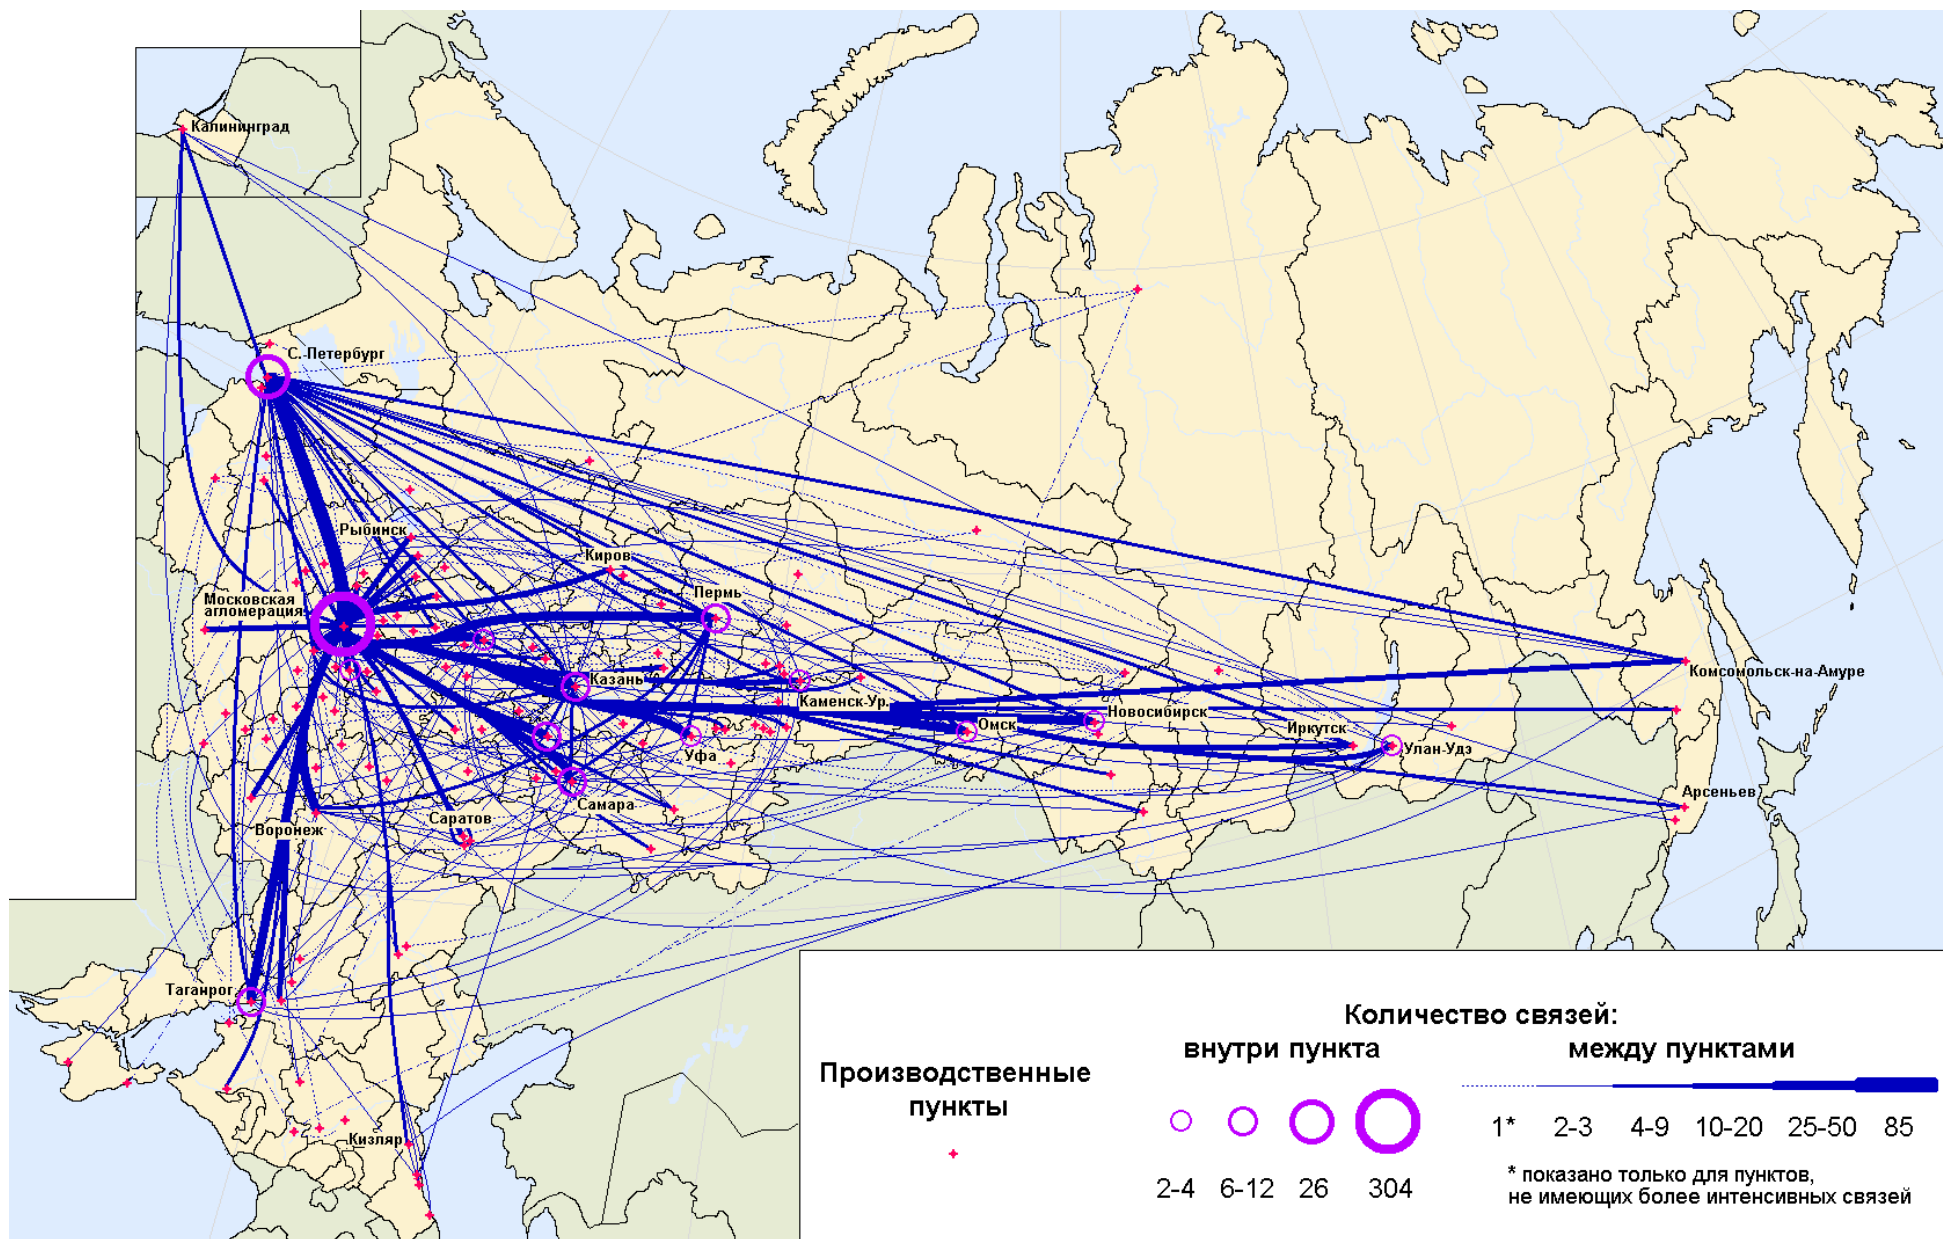 Калининград
С.-Петербург
Рыбинск
Киров
Пермь
Московская
агломерация
Казань
Каменск-Ур.
Комсомольск-на-Амуре
Новосибирск
Омск
Иркутск
Улан-Удэ
Уфа
Самара
Арсеньев
Саратов
Воронеж
Таганрог
Кизляр
Количество связей:
внутри пункта
между пунктами
Производственные
пункты
2-4 6-12 26 304
1* 2-3 4-9 10-20 25-50 85
* показано только для пунктов,
не имеющих более интенсивных связей